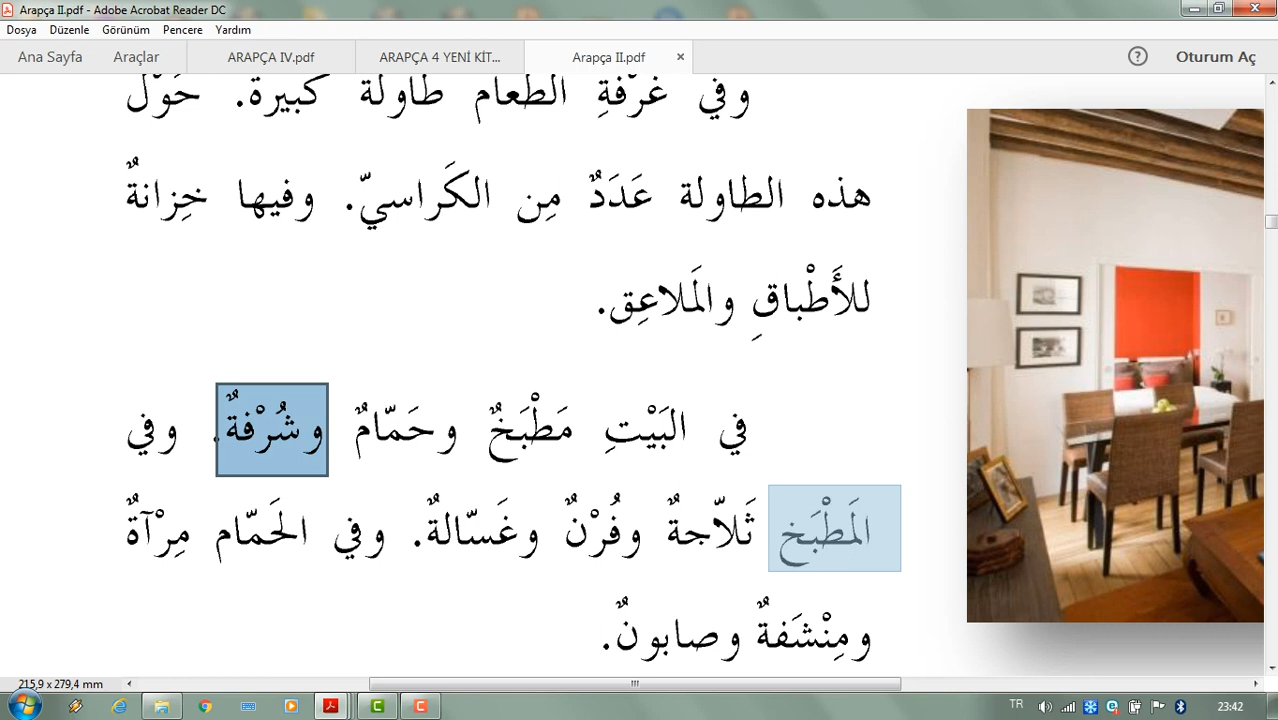 Arapça II.pdf - Adobe Acrobat Reader DC
Dosya Düzenle Görünüm Pencere Yardım
Ana Sayfa Araçlar ARAPÇA IV.pdf ARAPÇA 4 YENİ KİT... Arapça II.pdf × ? Oturum Aç
وفي غرْفةِ الطعام طاولة كبيرة. حَوْل
هذه الطاولة عَدَدٌ مِن الكَراسيّ. وفيها خِزانةٌ
للأَطْباقِ والمَلاعِق.
في البَيْتِ مَطْبَخٌ وحَمّامٌ وشُرْفةٌ. وفي
المَطْبَخ ثَلاّجةٌ وفُرْنٌ وغَسّالةٌ. وفي الحَمّام مِرْآةٌ
ومِنْشَفةٌ وصابونٌ.
215,9 x 279,4 mm
TR 23:42